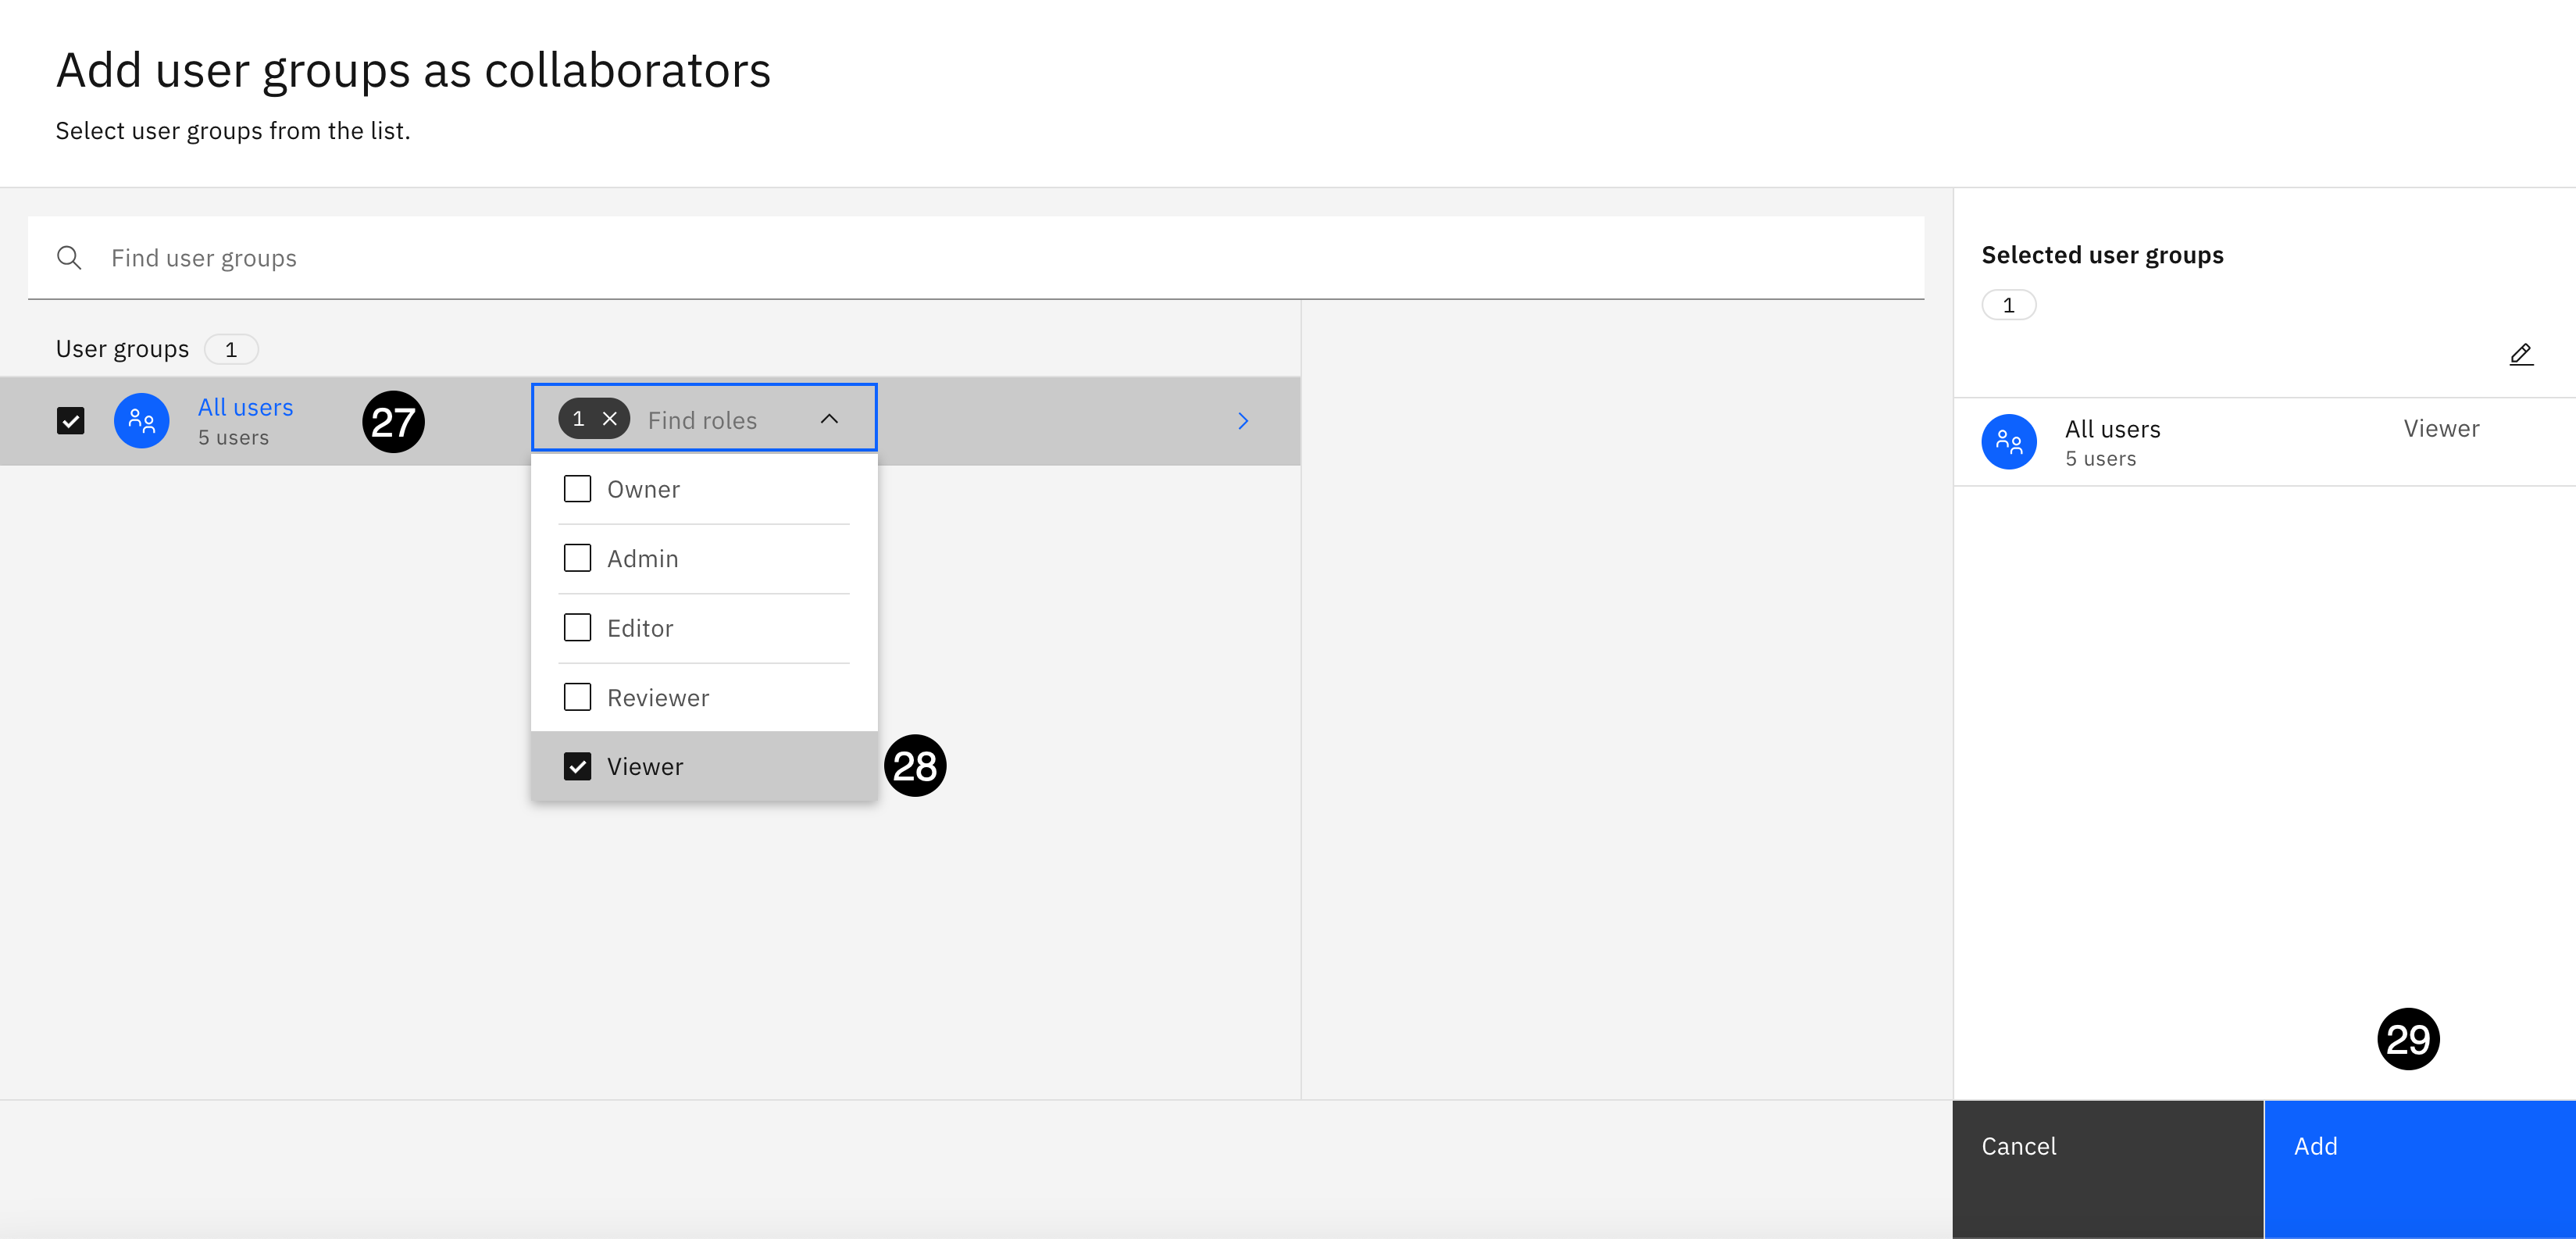 Add user groups as collaborators
Select user groups from the list.
Find user groups
User groups 1
All users
5 users
27
1 Find roles
Owner
Admin
Editor
Reviewer
Viewer
28
Selected user groups
1
All users Viewer
5 users
29
Cancel
Add